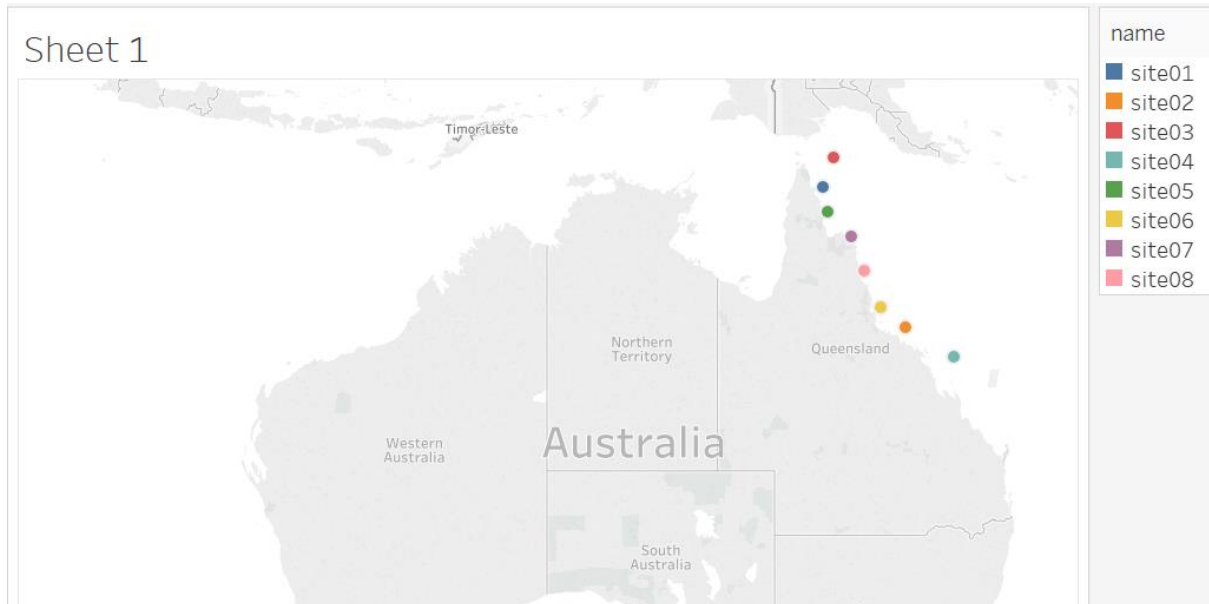 Sheet 1
Timor-Leste
Northern
Territory
Queensland
Western
Australia
Australia
South
Australia
name
site01
site02
site03
site04
site05
site06
site07
site08